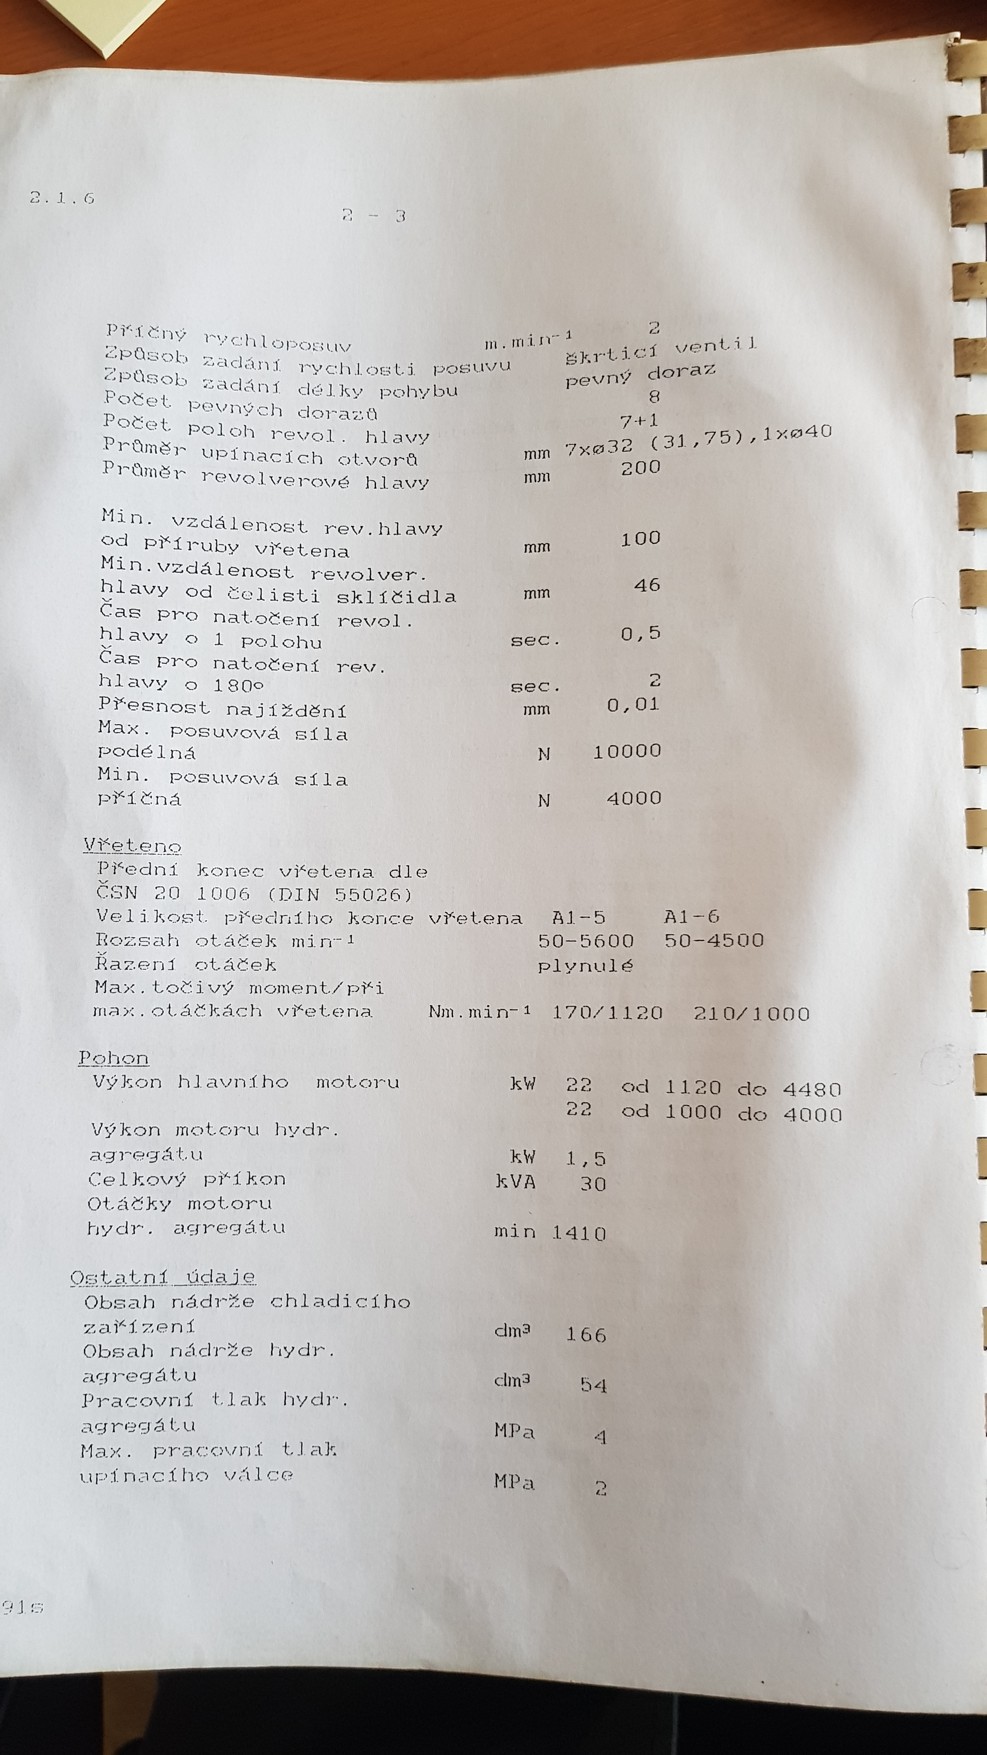 2.1.6
2 - 3
Příčný rychloposuv m.min⁻¹ 2
Způsob zadání rychlosti posuvu škrticí ventil
Způsob zadání délky pohybu pevný doraz
Počet pevných dorazů 8
Počet poloh revol. hlavy 7+1
Průměr upínacích otvorů mm 7xø32 (31,75),1xø40
Průměr revolverové hlavy mm 200
Min. vzdálenost rev.hlavy
od příruby vřetena mm 100
Min.vzdálenost revolver.
hlavy od čelisti sklíčidla mm 46
Čas pro natočení revol.
hlavy o 1 polohu sec. 0,5
Čas pro natočení rev.
hlavy o 180º sec. 2
Přesnost najíždění mm 0,01
Max. posuvová síla
podélná N 10000
Min. posuvová síla
příčná N 4000
Vřeteno
Přední konec vřetena dle
ČSN 20 1006 (DIN 55026)
Velikost předního konce vřetena A1-5 A1-6
Rozsah otáček min⁻¹ 50-5600 50-4500
Řazení otáček plynulé
Max.točivý moment/při
max.otáčkách vřetena Nm.min⁻¹ 170/1120 210/1000
Pohon
Výkon hlavního motoru kW 22 od 1120 do 4480
22 od 1000 do 4000
Výkon motoru hydr.
agregátu kW 1,5
Celkový příkon kVA 30
Otáčky motoru
hydr. agregátu min 1410
Ostatní údaje
Obsah nádrže chladicího
zařízení dm³ 166
Obsah nádrže hydr.
agregátu dm³ 54
Pracovní tlak hydr.
agregátu MPa 4
Max. pracovní tlak
upínacího válce MPa 2
91s